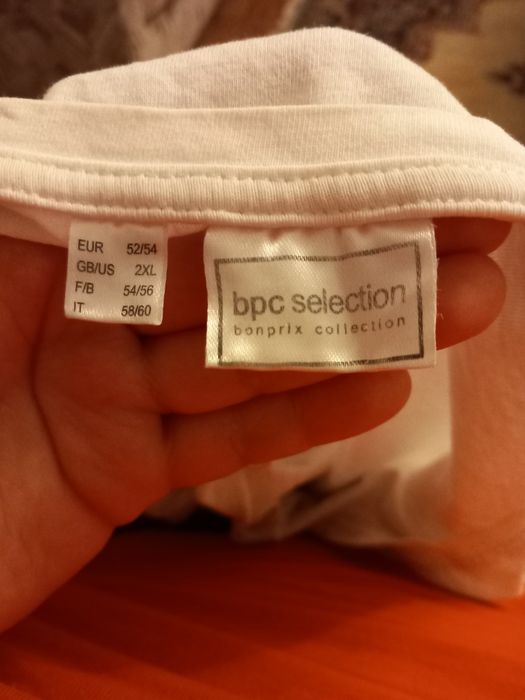 EUR 52/54
GB/US 2XL
F/B 54/56
IT 58/60
bpc selection
bonprix collection